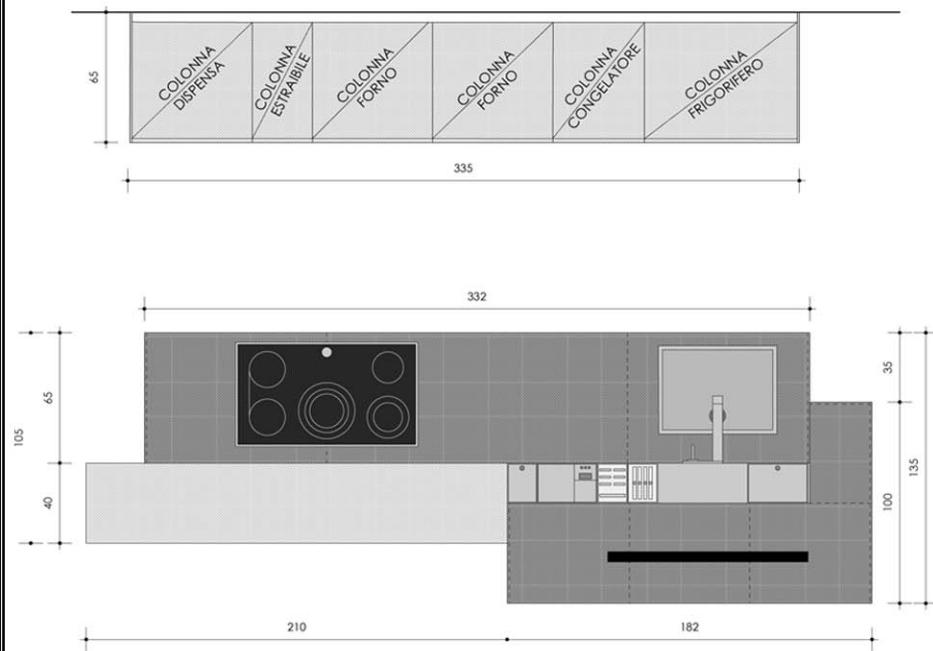 COLONNA
DISPENSA
COLONNA
ESTRAIBILE
COLONNA
FORNO
COLONNA
FORNO
COLONNA
CONGELATORE
COLONNA
FRIGORIFERO
65
335
332
65
105
40
35
135
100
210
182